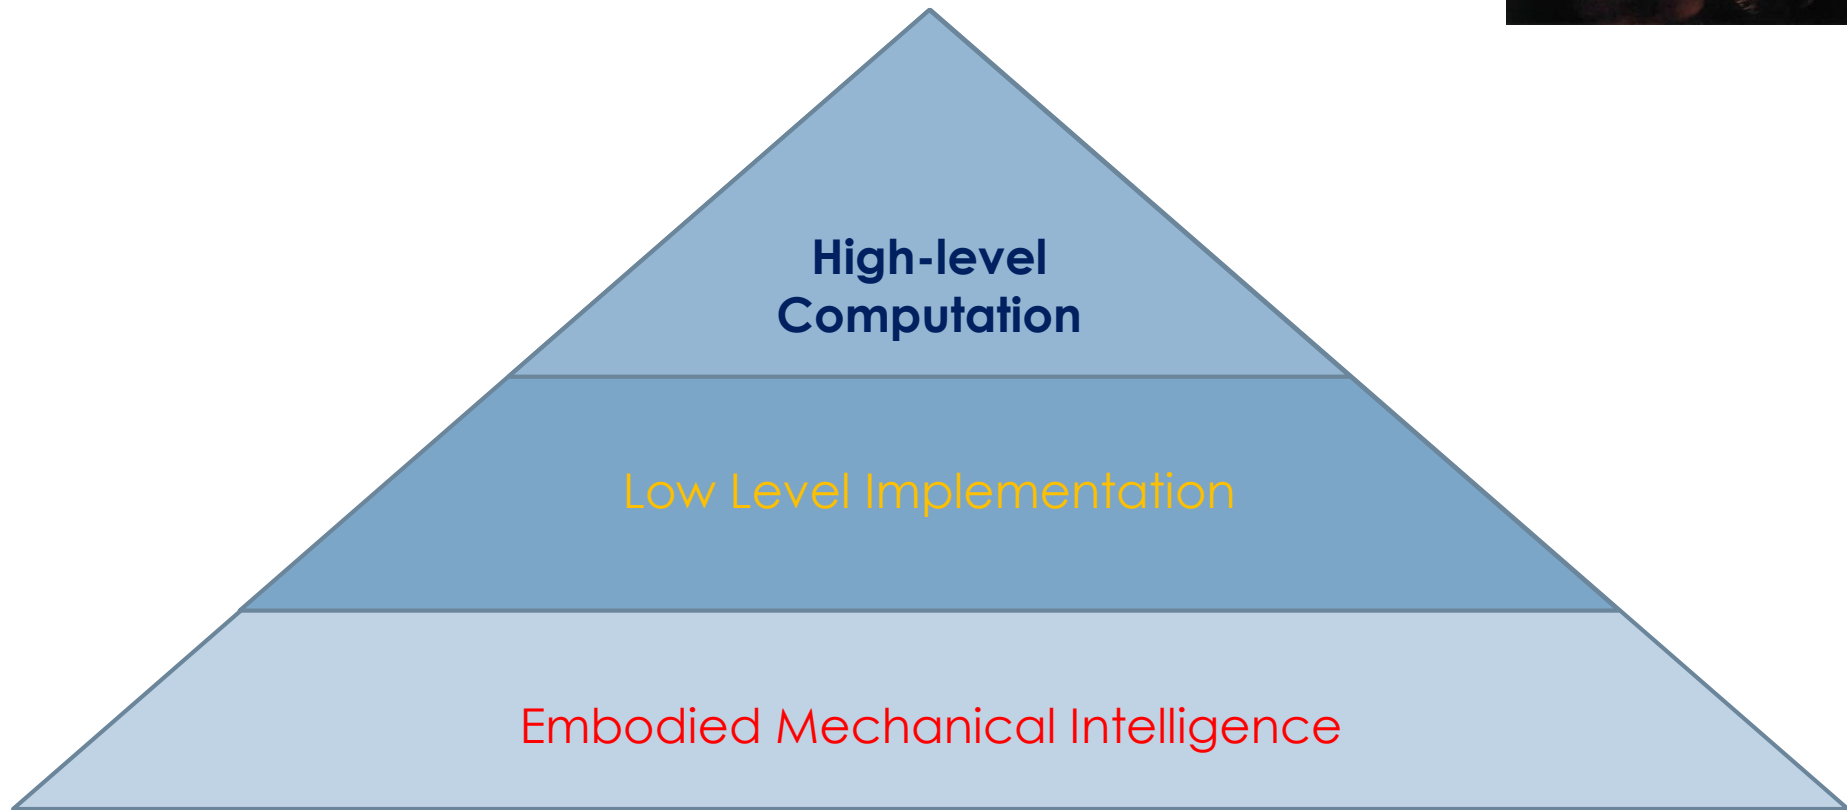 High-level
Computation
Low Level Implementation
Embodied Mechanical Intelligence